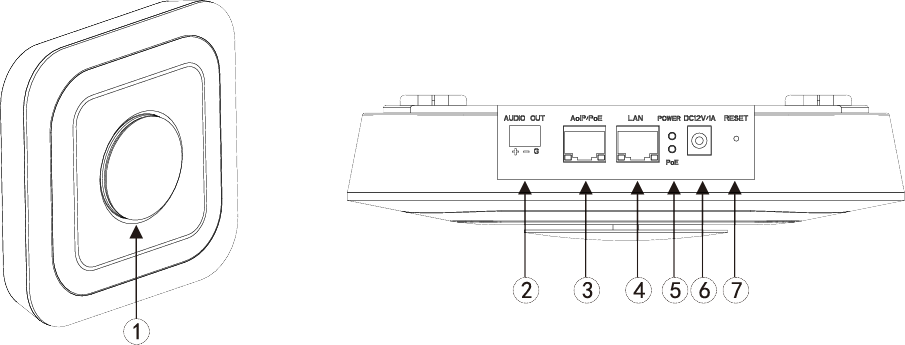 AUDIO OUT AoIP/PoE LAN POWER DC12V/1A RESET
+ - G
PoE
2 3 4 5 6 7
1